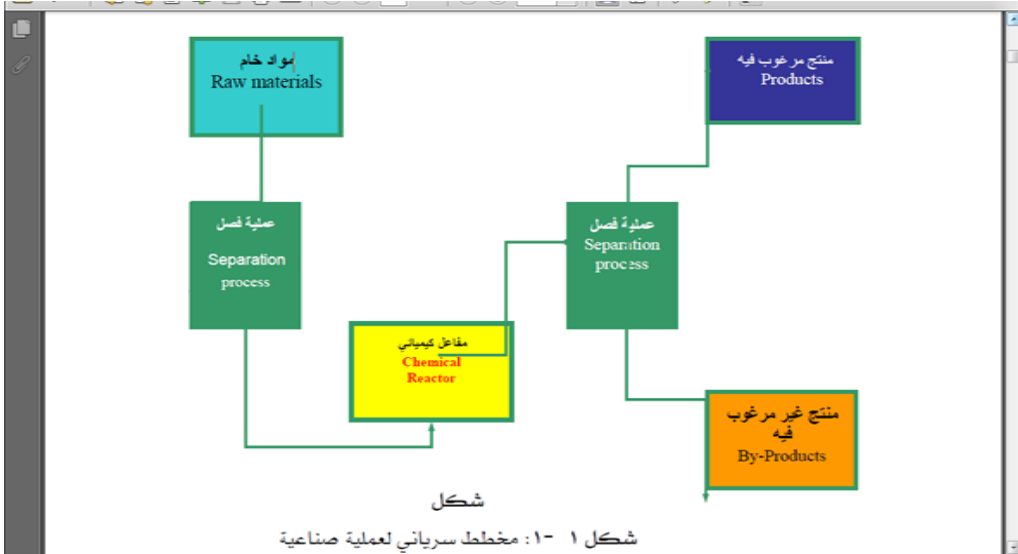 مواد خام
Raw materials
منتج مرغوب فيه
Products
عملية فصل
Separation
process
عملية فصل
Separation
process
مفاعل كيميائي
Chemical
Reactor
منتج غير مرغوب
فيه
By-Products
شكل
شكل ١ -١: مخطط سرياني لعملية صناعية